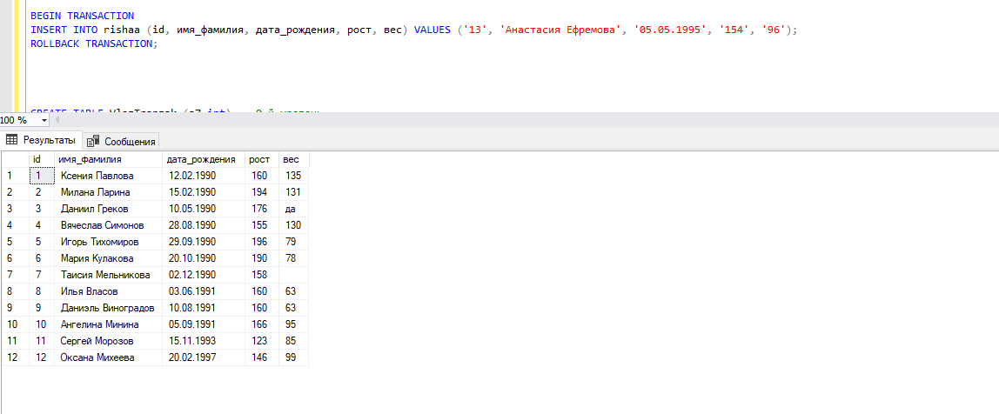 BEGIN TRANSACTION
INSERT INTO rishaa (id, имя_фамилия, дата_рождения, рост, вес) VALUES ('13', 'Анастасия Ефремова', '05.05.1995', '154', '96');
ROLLBACK TRANSACTION;
100 %
Результаты Сообщения
id имя_фамилия дата_рождения рост вес
1 1 Ксения Павлова 12.02.1990 160 135
2 2 Милана Ларина 15.02.1990 194 131
3 3 Даниил Греков 10.05.1990 176 да
4 4 Вячеслав Симонов 28.08.1990 155 130
5 5 Игорь Тихомиров 29.09.1990 196 79
6 6 Мария Кулакова 20.10.1990 190 78
7 7 Таисия Мельникова 02.12.1990 158
8 8 Илья Власов 03.06.1991 160 63
9 9 Даниэль Виноградов 10.08.1991 160 63
10 10 Ангелина Минина 05.09.1991 166 95
11 11 Сергей Морозов 15.11.1993 123 85
12 12 Оксана Михеева 20.02.1997 146 99